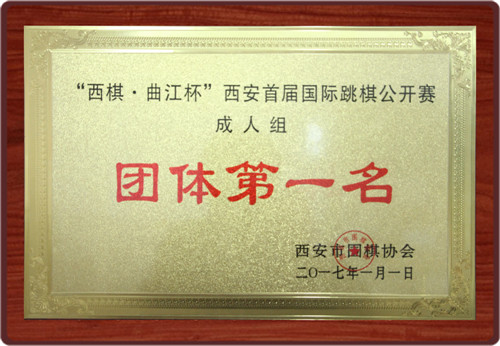 “西棋·曲江杯”西安首届国际跳棋公开赛
成人组
团体第一名
西安市围棋协会
二〇一七年一月一日